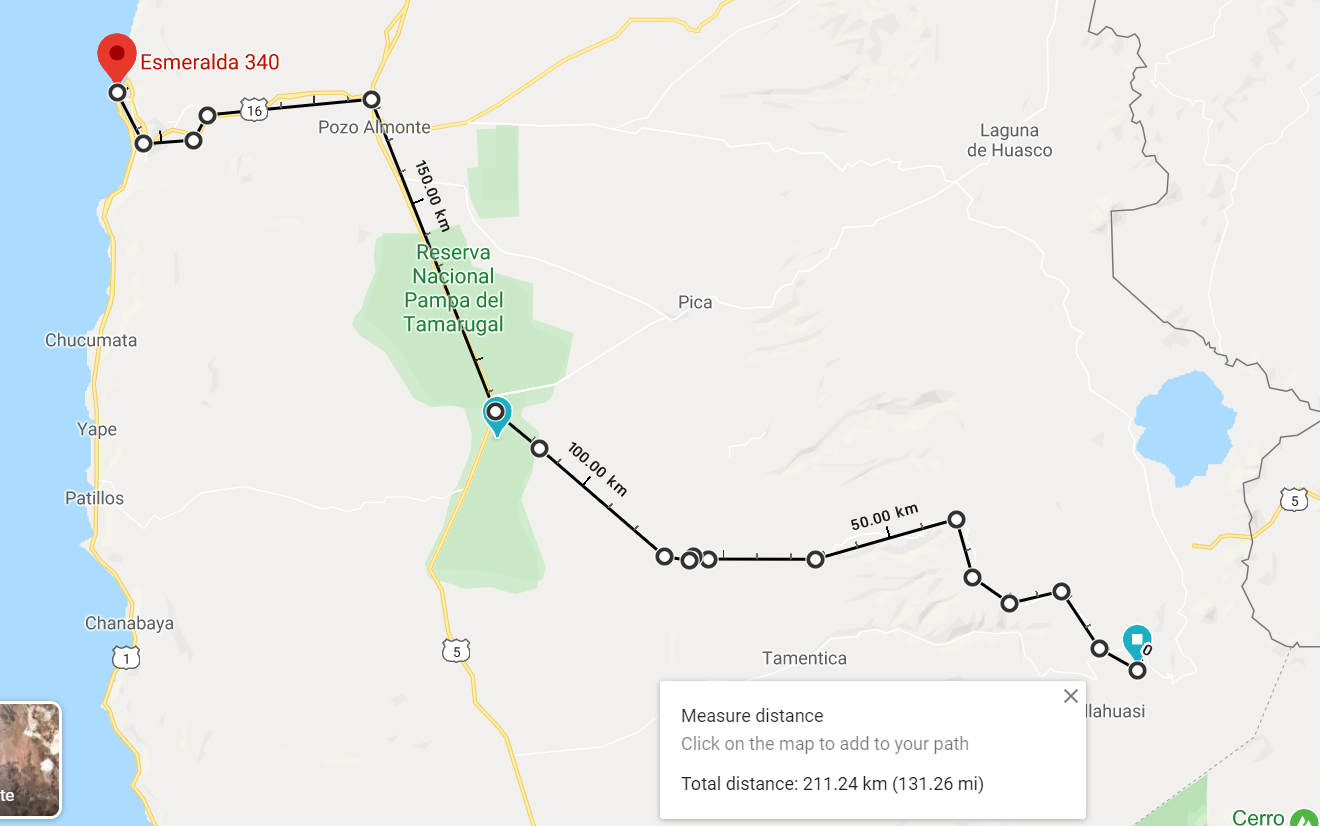 Esmeralda 340
16
Pozo Almonte
Laguna
de Huasco
150.00 km
Reserva
Nacional
Pampa del
Tamarugal
Pica
Chucumata
Yape
100.00 km
Patillos
5
50.00 km
Chanabaya
1
5
Tamentica
0
llahuasi
Measure distance
Click on the map to add to your path
Total distance: 211.24 km (131.26 mi)
te
Cerro